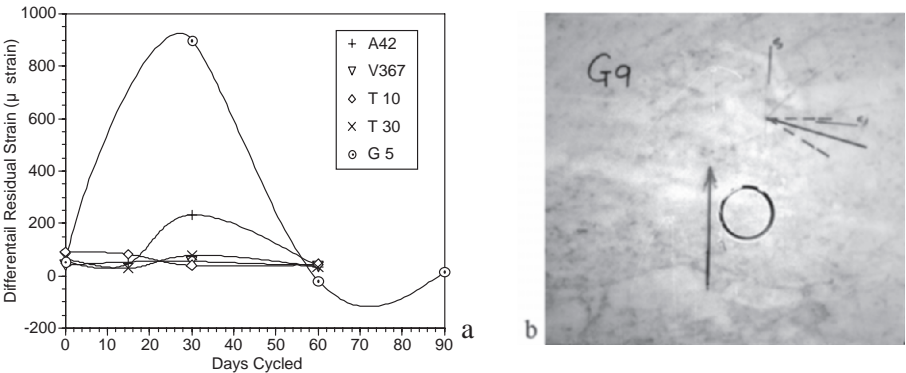 Differentail Residual Strain (μ strain)
1000
800
600
400
200
0
-200
0 10 20 30 40 50 60 70 80 90
Days Cycled
A42
V367
T 10
T 30
G 5
a
b
G9